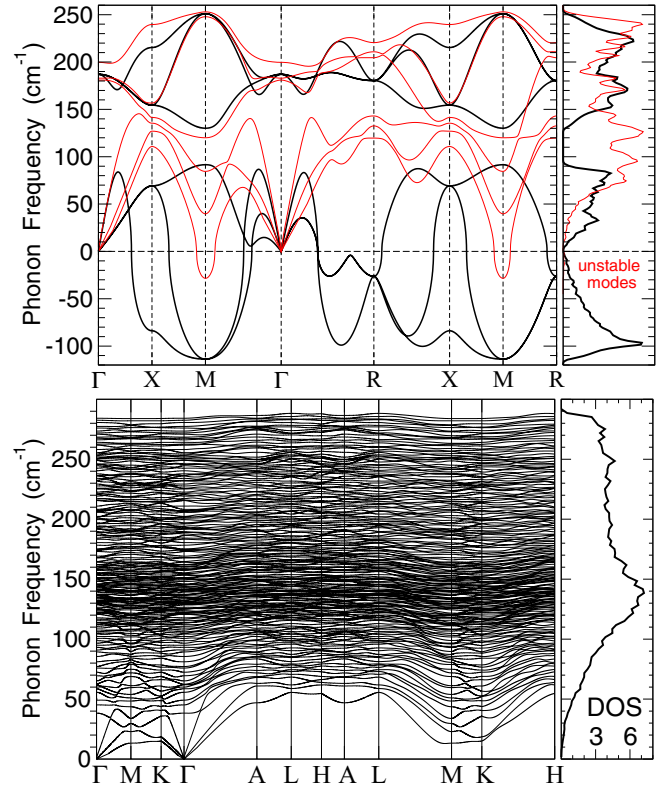 250
200
150
100
50
0
-50
-100
Phonon Frequency (cm⁻¹)
unstable
modes
Γ X M Γ R X M R
250
200
150
100
50
0
Phonon Frequency (cm⁻¹)
DOS
3 6
Γ M K Γ A L H A L M K H